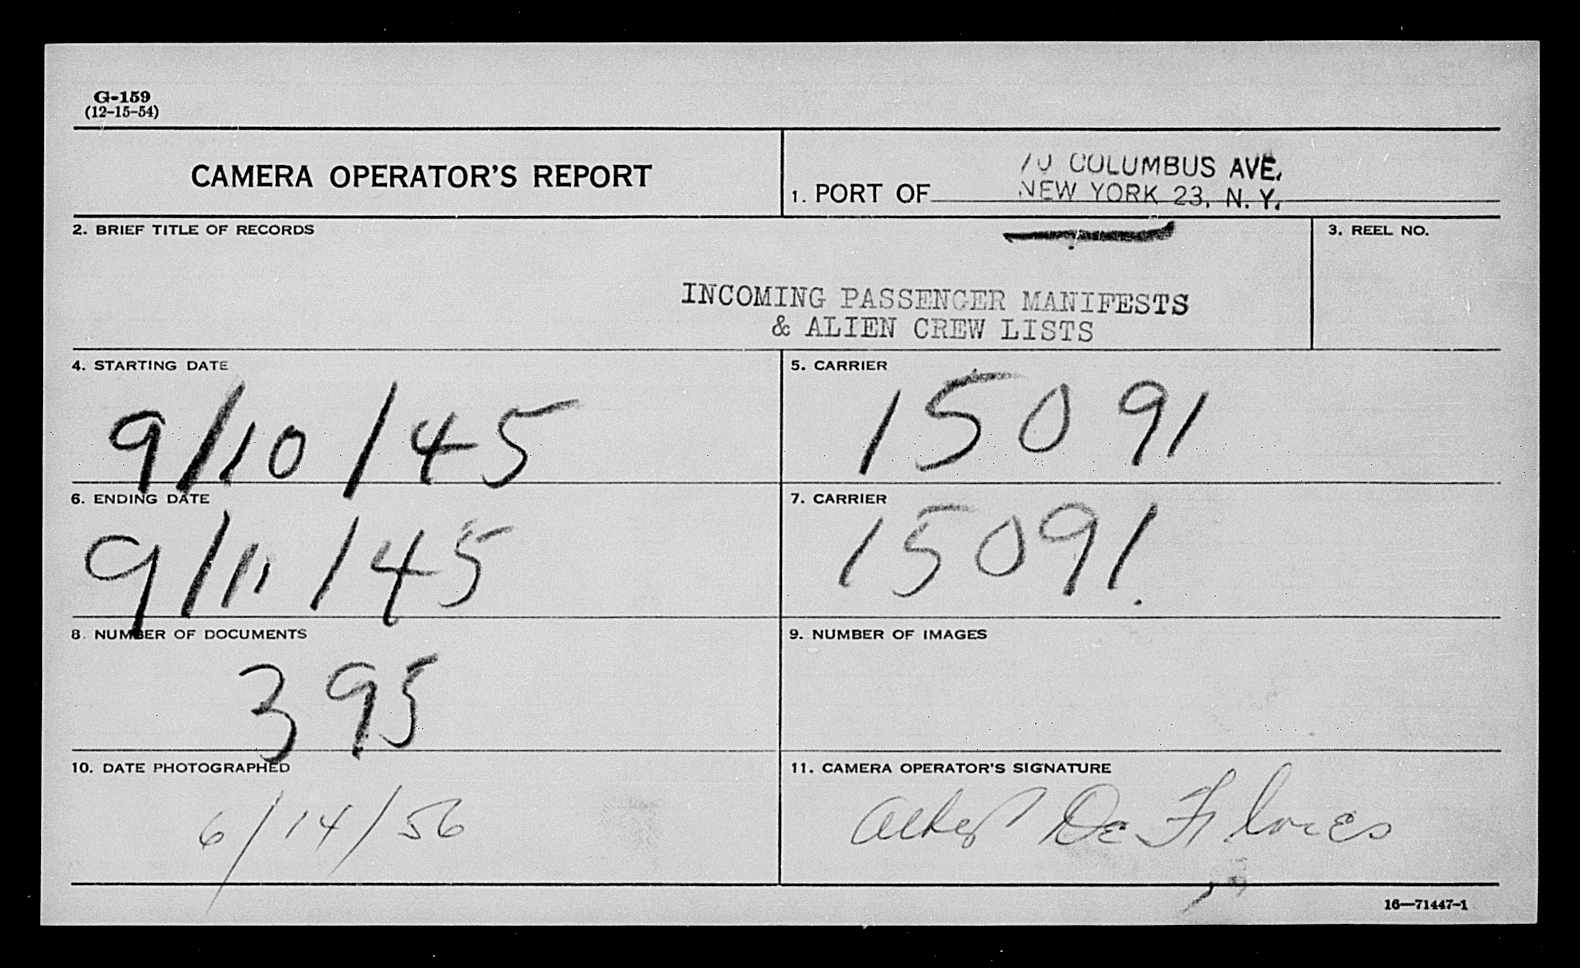 G-159
(12-15-54)
CAMERA OPERATOR'S REPORT
70 COLUMBUS AVE.
1. PORT OF NEW YORK 23, N. Y.
2. BRIEF TITLE OF RECORDS
3. REEL NO.
INCOMING PASSENGER MANIFESTS
& ALIEN CREW LISTS
4. STARTING DATE
5. CARRIER
9/10/45
15091
6. ENDING DATE
7. CARRIER
9/11/45
15091.
8. NUMBER OF DOCUMENTS
9. NUMBER OF IMAGES
395
10. DATE PHOTOGRAPHED
11. CAMERA OPERATOR'S SIGNATURE
6/14/56
De Flores
16—71447-1